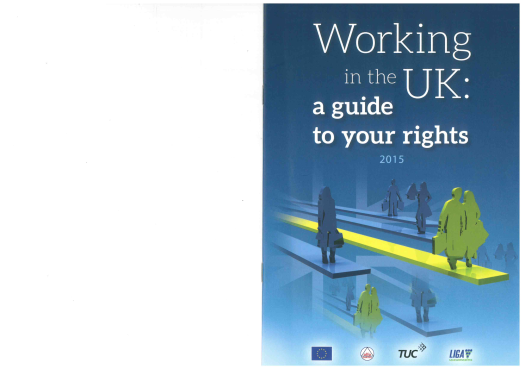 Working
in the UK:
a guide
to your rights
2015
TUC
LIGA